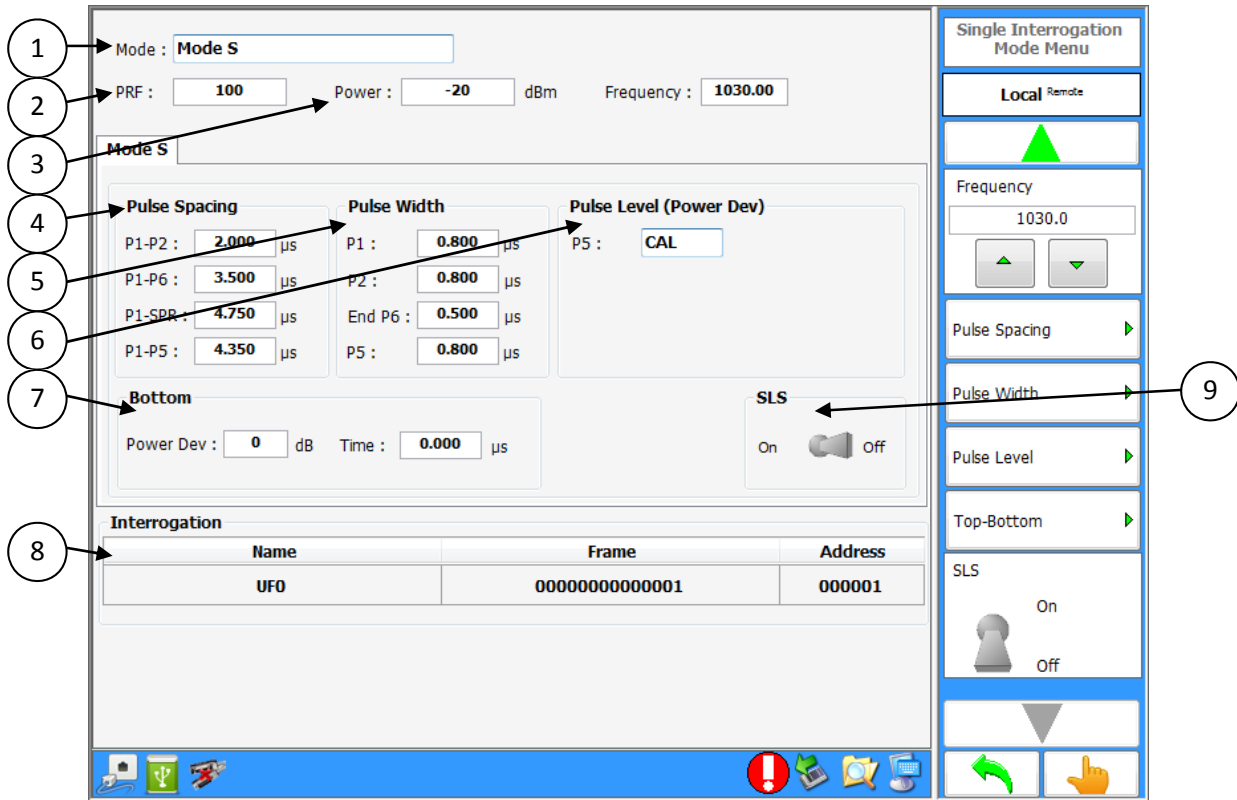 1
Mode : Mode S
2
PRF : 100 Power : -20 dBm Frequency : 1030.00
3
Mode S
4
Pulse Spacing Pulse Width Pulse Level (Power Dev)
P1-P2 : 2.000 µs P1 : 0.800 µs P5 : CAL
5
P1-P6 : 3.500 µs P2 : 0.800 µs
P1-SPR : 4.750 µs End P6 : 0.500 µs
6
P1-P5 : 4.350 µs P5 : 0.800 µs
7
Bottom SLS
9
Power Dev : 0 dB Time : 0.000 µs On Off
Interrogation
8
Name Frame Address
UF0 00000000000001 000001
Single Interrogation
Mode Menu
Local Remote
Frequency
1030.0
Pulse Spacing
Pulse Width
Pulse Level
Top-Bottom
SLS
On
Off